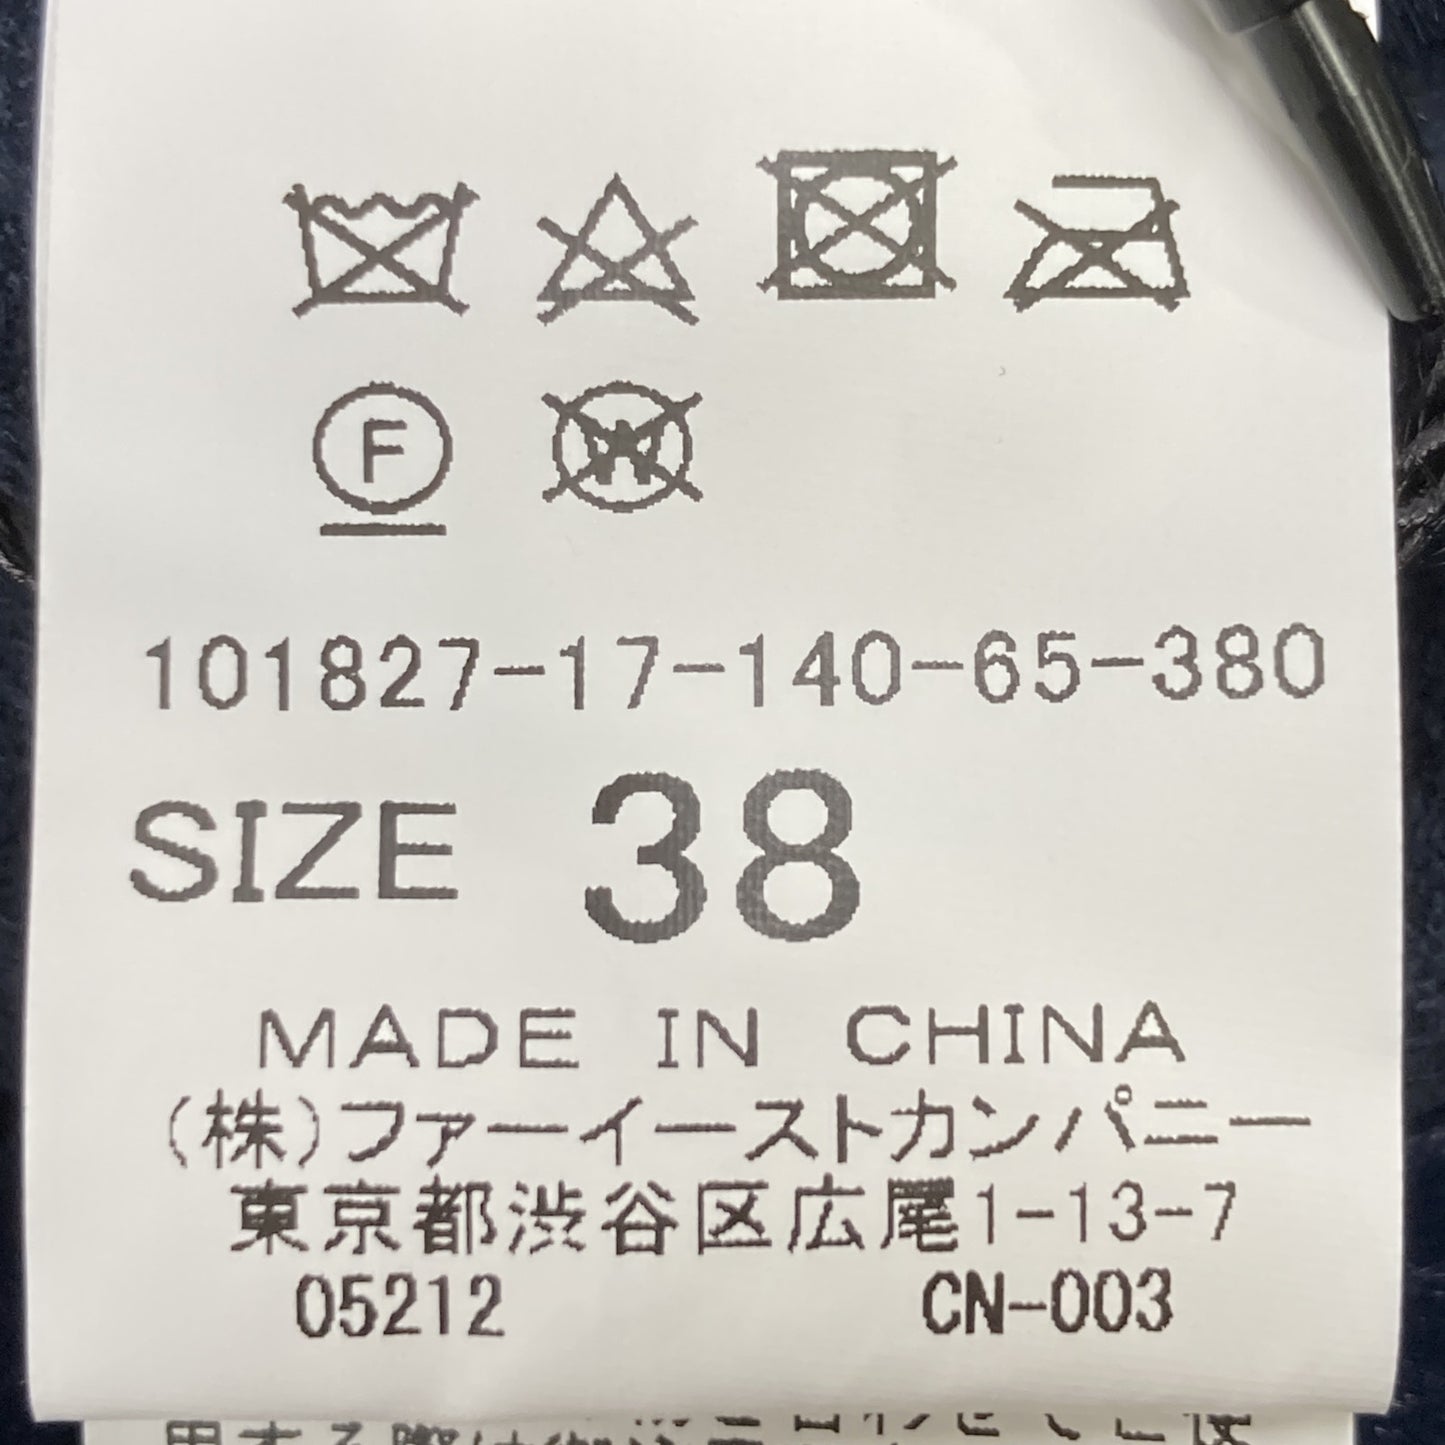 F W
101827-17-140-65-380
SIZE 38
MADE IN CHINA
(株)ファーイーストカンパニー
東京都渋谷区広尾1-13-7
05212 CN-003